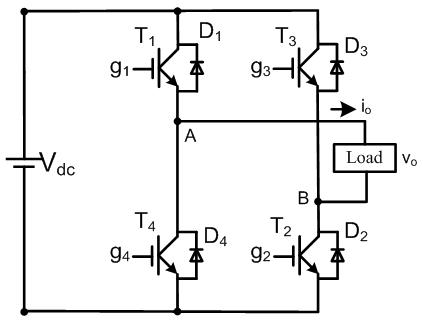 T1 D1 T3 D3
g1 g3
io
A
Vdc Load vo
B
T4 D4 T2 D2
g4 g2